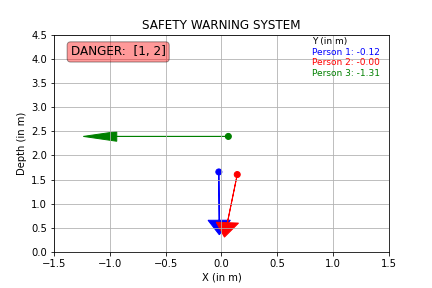 SAFETY WARNING SYSTEM
DANGER: [1, 2]
Y (in m)
Person 1: -0.12
Person 2: -0.00
Person 3: -1.31
Depth (in m)
4.5
4.0
3.5
3.0
2.5
2.0
1.5
1.0
0.5
0.0
−1.5 −1.0 −0.5 0.0 0.5 1.0 1.5
X (in m)